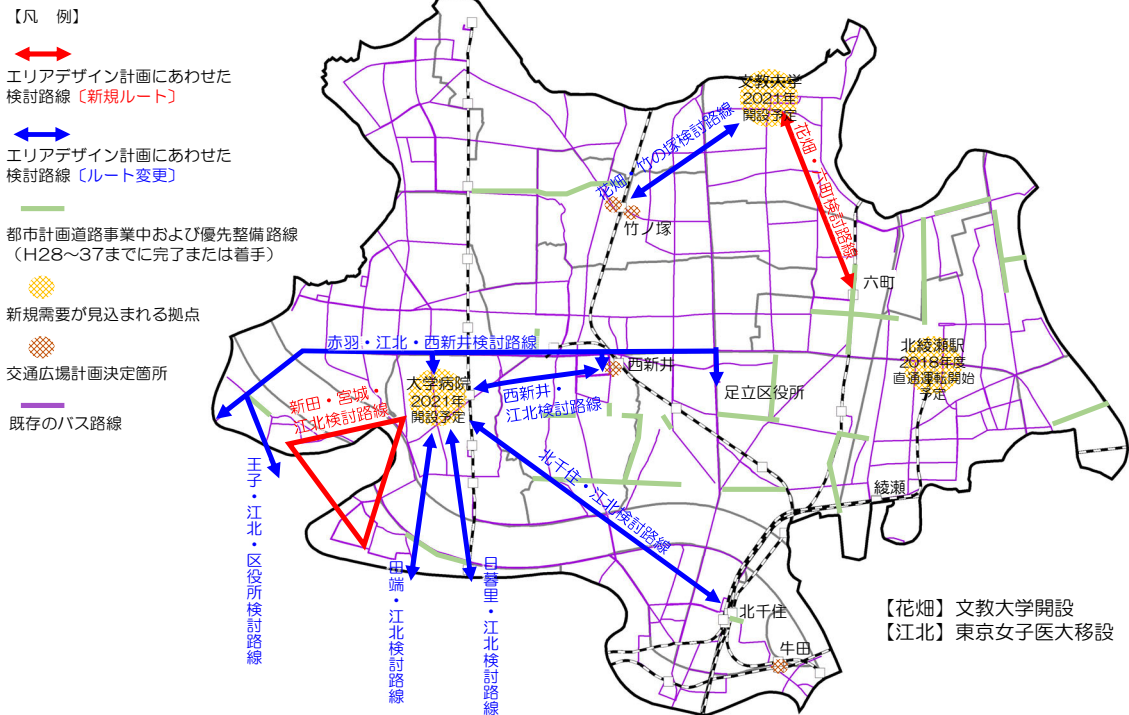 【凡　例】
エリアデザイン計画にあわせた
検討路線〔新規ルート〕
エリアデザイン計画にあわせた
検討路線〔ルート変更〕
都市計画道路事業中および優先整備路線
（H28～37までに完了または着手）
新規需要が見込まれる拠点
交通広場計画決定箇所
既存のバス路線
文教大学
2021年
開設予定
花畑・竹の塚検討路線
花畑・六町検討路線
竹ノ塚
六町
赤羽・江北・西新井検討路線
西新井
北綾瀬駅
2018年度
直通運転開始
予定
大学病院
2021年
開設予定
西新井・
江北検討路線
足立区役所
新田・宮城・
江北検討路線
王子・江北・区役所検討路線
北千住・江北検討路線
綾瀬
田端・江北検討路線
日暮里・江北検討路線
北千住
牛田
【花畑】文教大学開設
【江北】東京女子医大移設